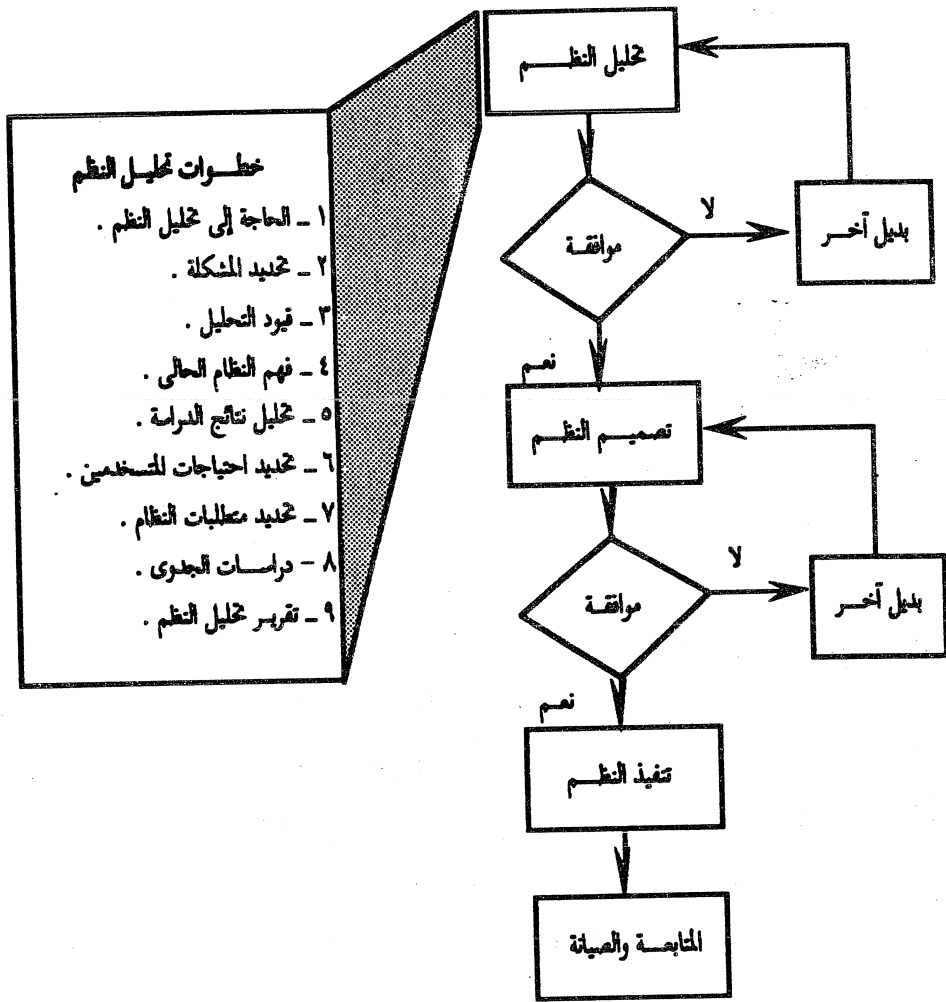 تحليل النظم
موافقة
لا
بديل آخر
نعم
تصميم النظم
موافقة
لا
بديل آخر
نعم
تنفيذ النظم
المتابعة والصيانة
خطوات تحليل النظم
١ ـ الحاجة إلى تحليل النظم .
٢ ـ تحديد المشكلة .
٣ ـ قيود التحليل .
٤ ـ فهم النظام الحالى .
٥ ـ تحليل نتائج الدراسة .
٦ ـ تحديد احتياجات المستخدمين .
٧ ـ تحديد متطلبات النظام .
٨ - دراسات الجدوى .
٩ ـ تقرير تحليل النظم .